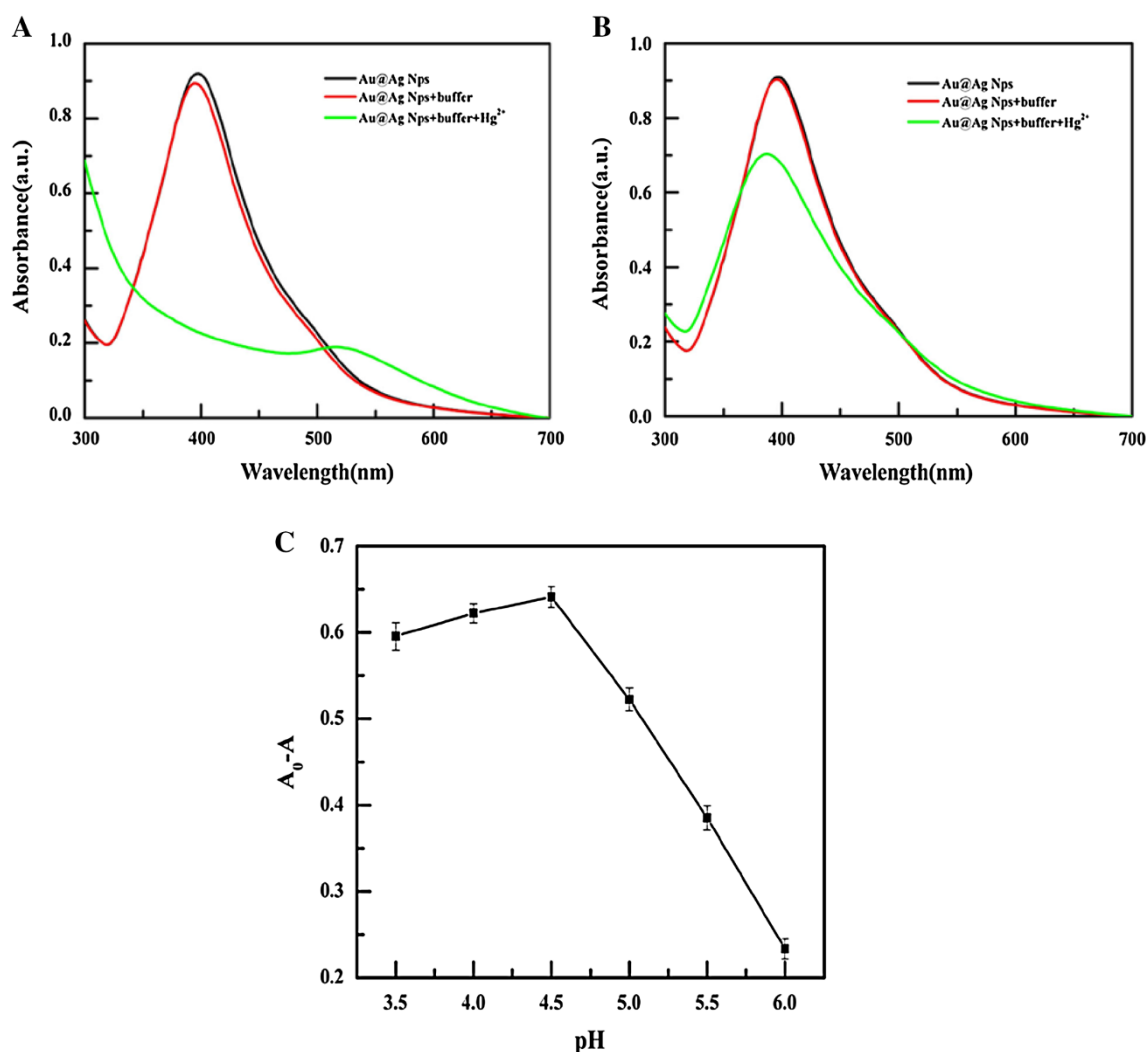 A
1.0
0.8
0.6
0.4
0.2
0.0
Absorbance(a.u.)
Au@Ag Nps
Au@Ag Nps+buffer
Au@Ag Nps+buffer+Hg²⁺
300 400 500 600 700
Wavelength(nm)
B
1.0
0.8
0.6
0.4
0.2
0.0
Absorbance(a.u.)
Au@Ag Nps
Au@Ag Nps+buffer
Au@Ag Nps+buffer+Hg²⁺
300 400 500 600 700
Wavelength(nm)
C
0.7
0.6
0.5
0.4
0.3
0.2
A₀-A
3.5 4.0 4.5 5.0 5.5 6.0
pH